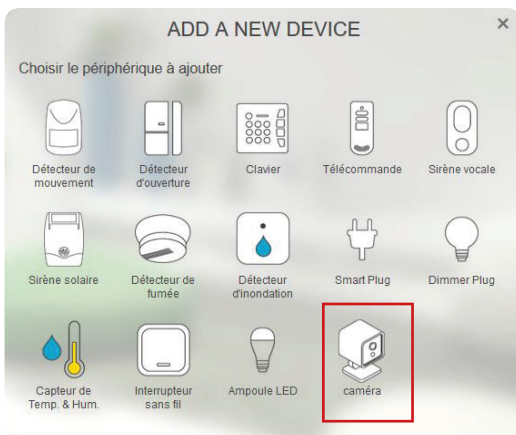 ADD A NEW DEVICE
×
Choisir le périphérique à ajouter
Détecteur de
mouvement
Détecteur
d'ouverture
Clavier
Télécommande
Sirène vocale
Sirène solaire
Détecteur de
fumée
Détecteur
d'inondation
Smart Plug
Dimmer Plug
Capteur de
Temp. & Hum.
Interrupteur
sans fil
Ampoule LED
caméra